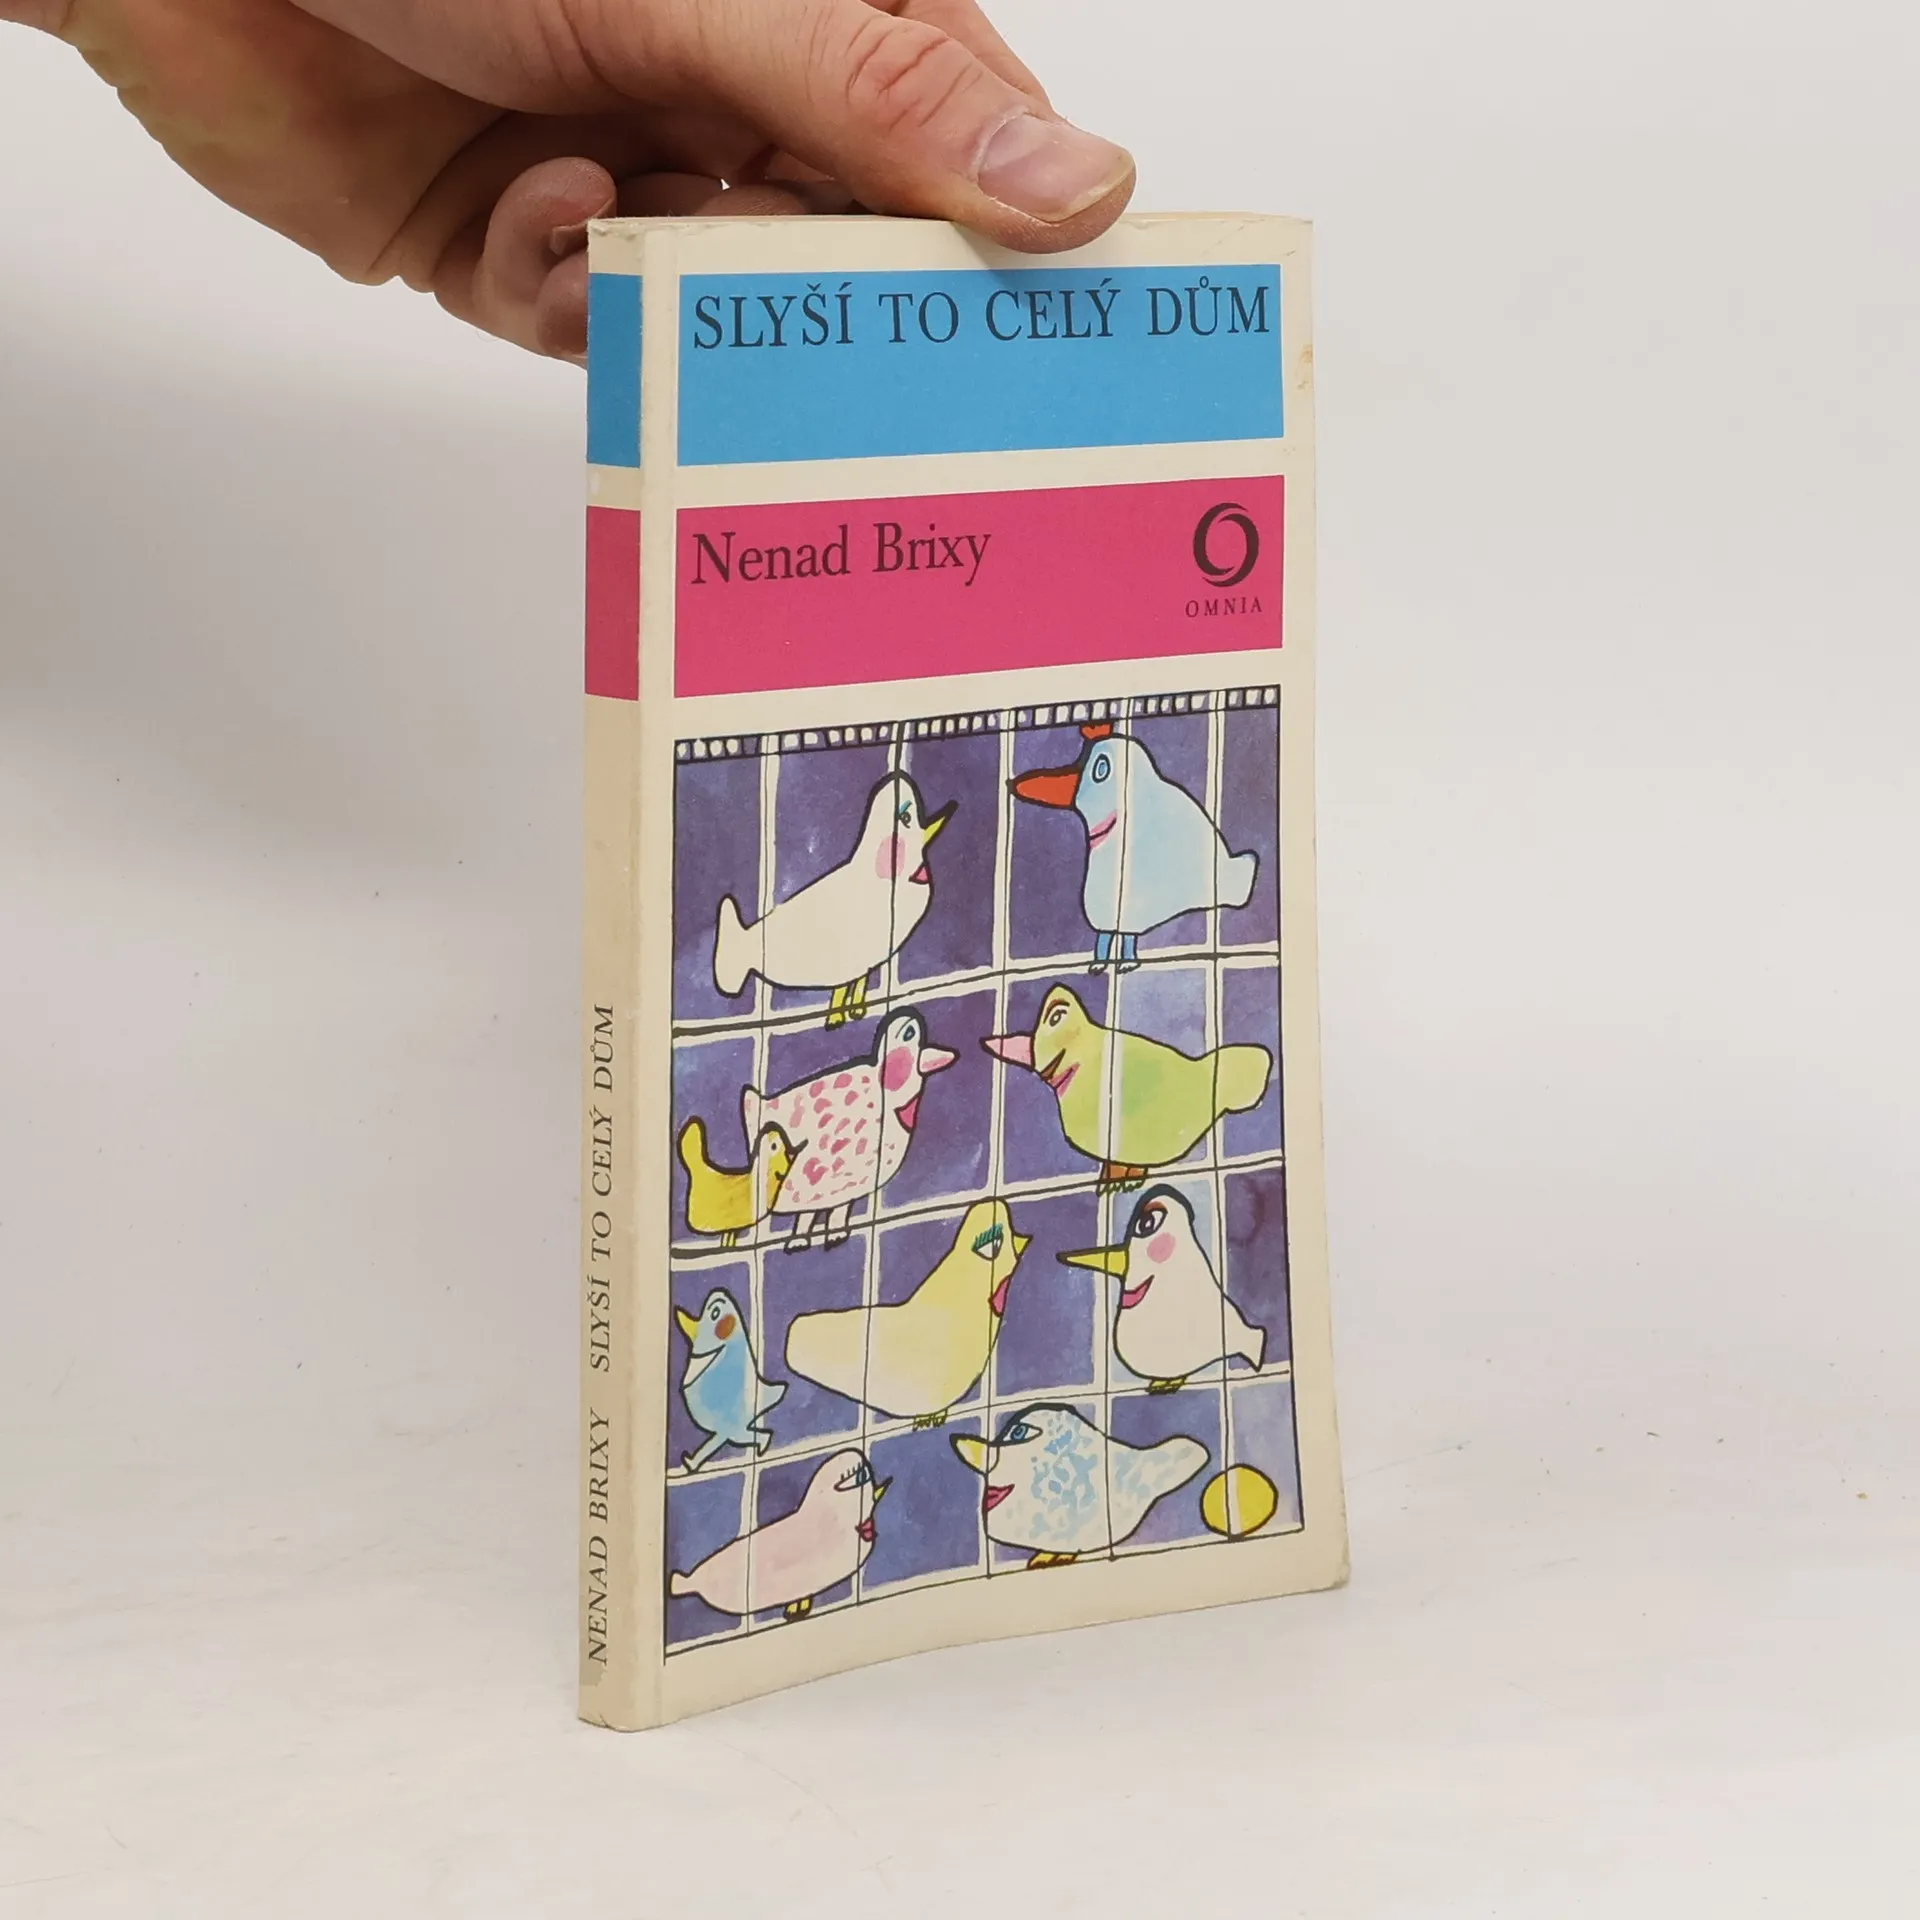 SLYŠÍ TO CELÝ DŮM
Nenad Brixy
OMNIA
NENAD BRIXY SLYŠÍ TO CELÝ DŮM